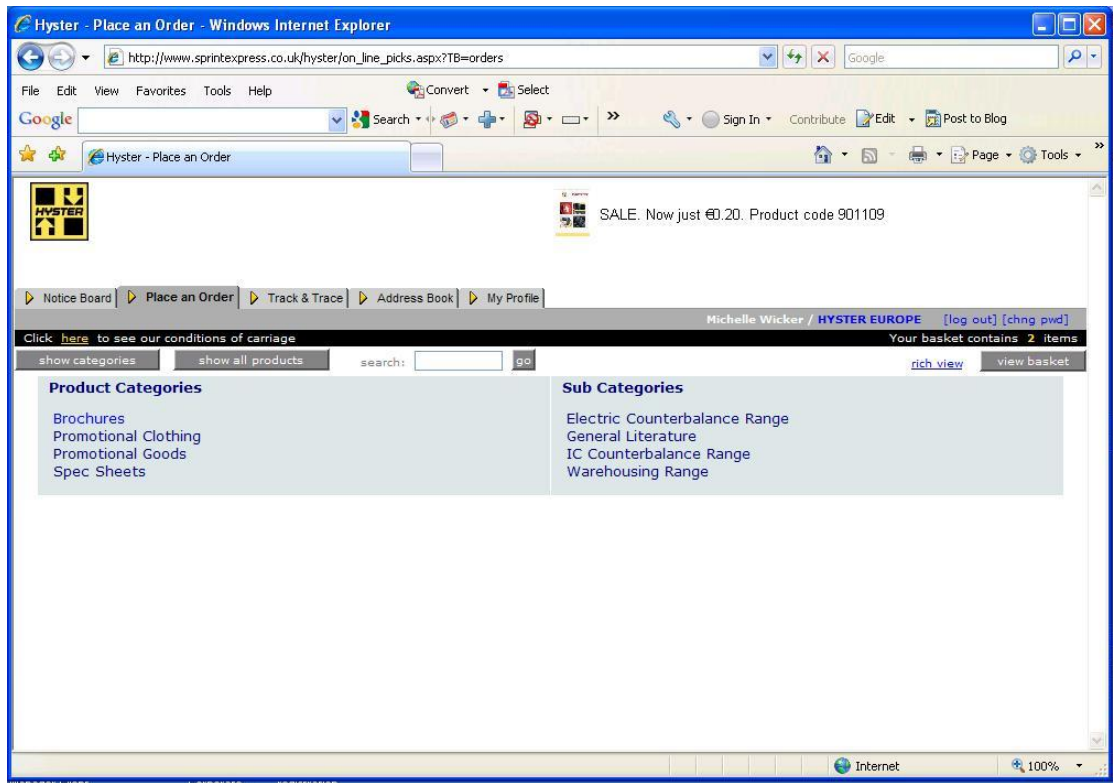 Hyster - Place an Order - Windows Internet Explorer
http://www.sprintexpress.co.uk/hyster/on_line_picks.aspx?TB=orders
Google
File Edit View Favorites Tools Help
Convert Select
Google
Search
»
Sign In
Contribute
Edit
Post to Blog
Hyster - Place an Order
Page
Tools
»
HYSTER
SALE. Now just €0.20. Product code 901109
Notice Board Place an Order Track & Trace Address Book My Profile
Michelle Wicker / HYSTER EUROPE [log out] [chng pwd]
Click here to see our conditions of carriage Your basket contains 2 items
show categories show all products search: go rich view view basket
Product Categories Sub Categories
Brochures Electric Counterbalance Range
Promotional Clothing General Literature
Promotional Goods IC Counterbalance Range
Spec Sheets Warehousing Range
Internet 100%